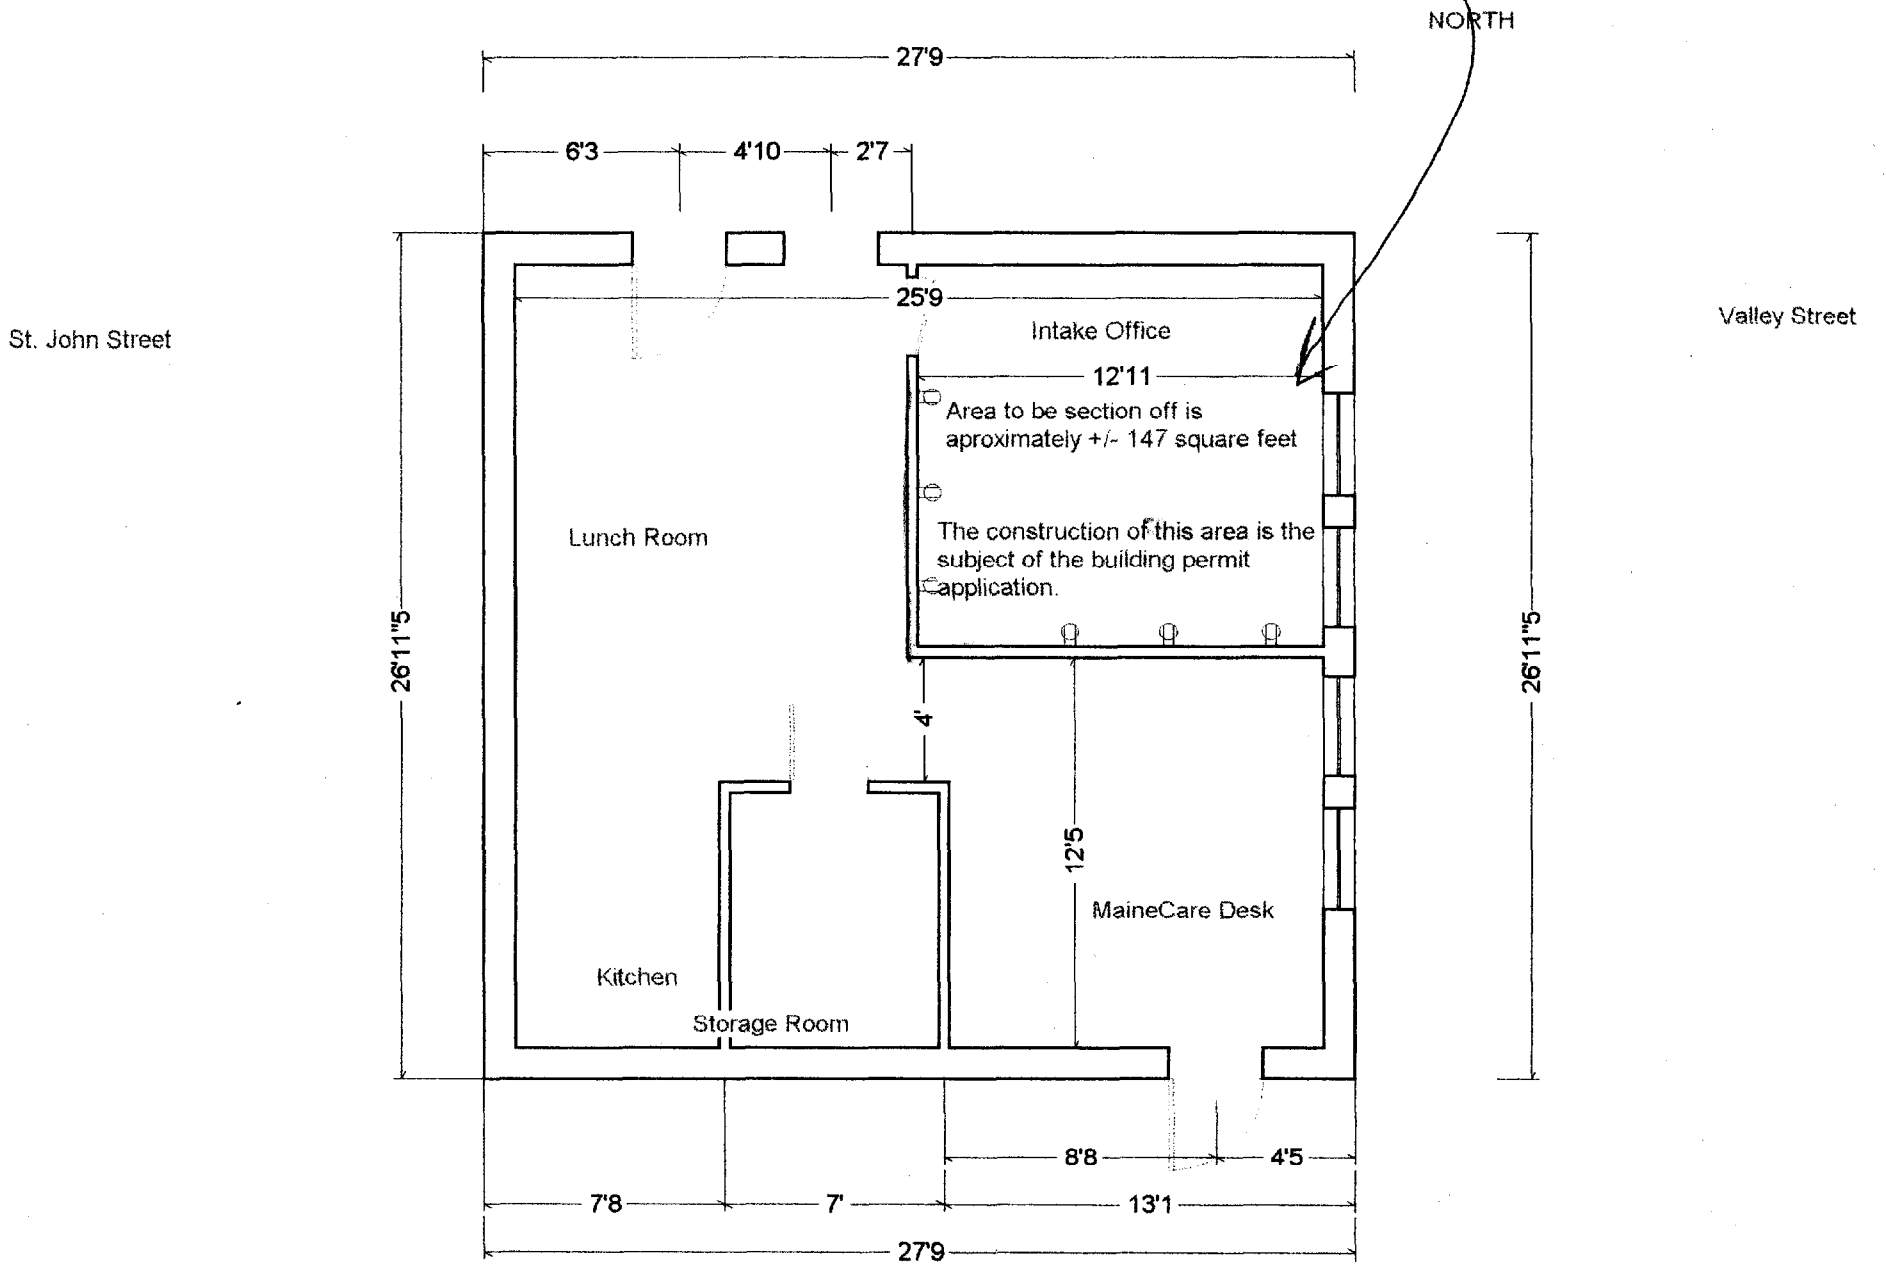 NORTH
27'9
6'3
4'10
2'7
25'9
St. John Street
Valley Street
Intake Office
12'11
Area to be section off is
aproximately +/- 147 square feet
Lunch Room
The construction of this area is the
subject of the building permit
application.
26'11"5
26'11"5
4'
12'5
MaineCare Desk
Kitchen
Storage Room
8'8
4'5
7'8
7'
13'1
27'9